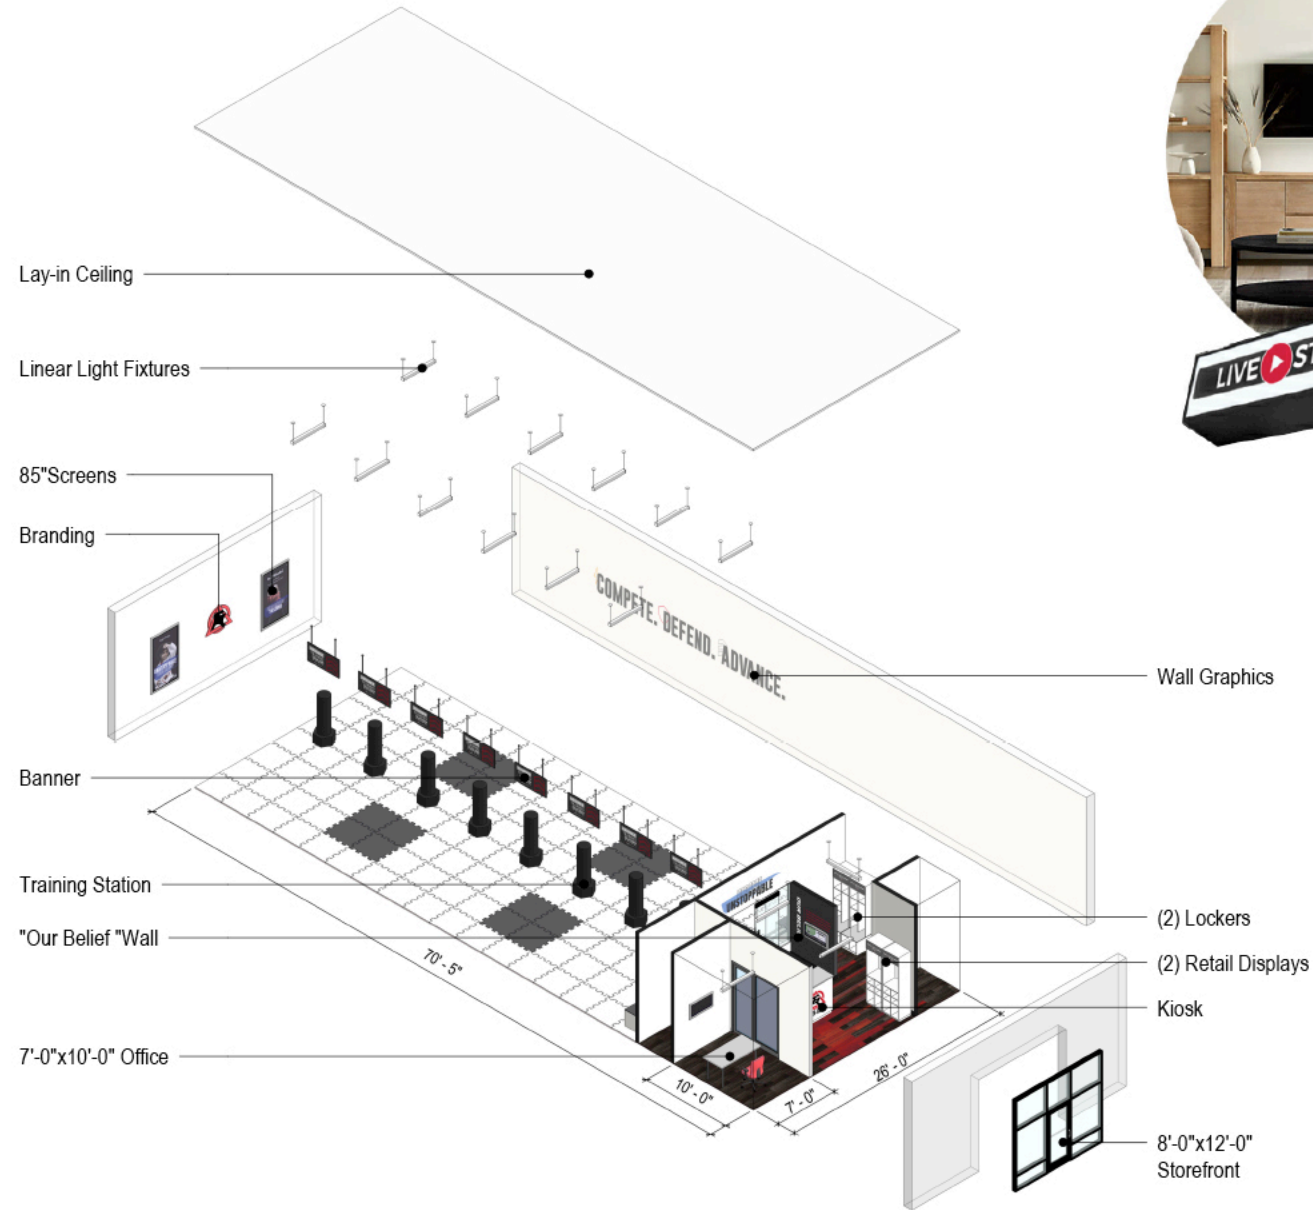 Lay-in Ceiling
Linear Light Fixtures
85"Screens
Branding
Banner
Training Station
"Our Belief "Wall
7'-0"x10'-0" Office
COMPETE. DEFEND. ADVANCE.
UNSTOPPABLE
70' - 5"
10' - 0"
7' - 0"
26' - 0"
LIVE
Wall Graphics
(2) Lockers
(2) Retail Displays
Kiosk
8'-0"x12'-0"
Storefront